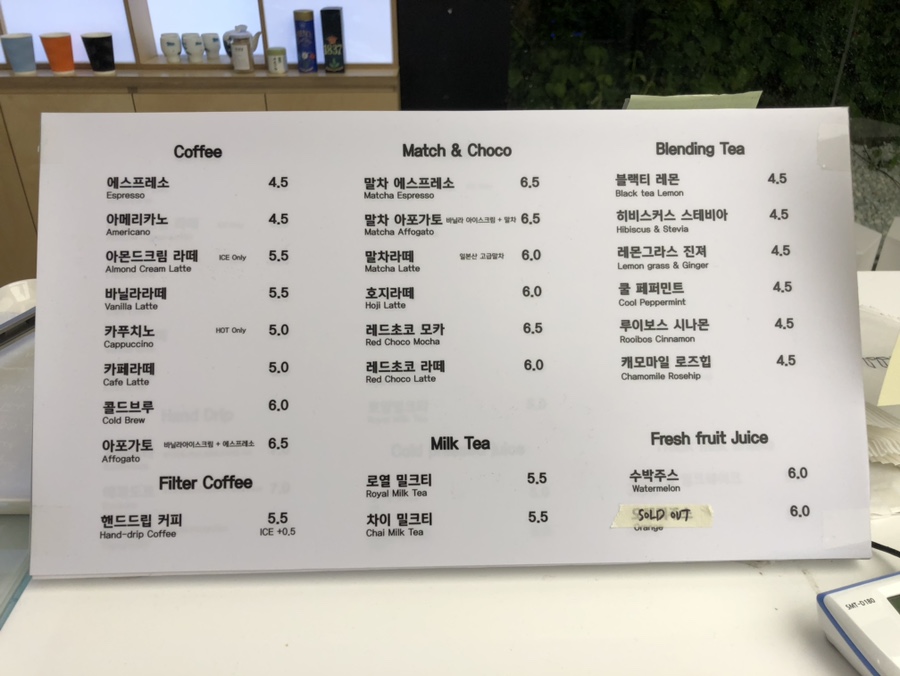 1837
Coffee
에스프레소 4.5
Espresso
아메리카노 4.5
Americano
아몬드크림 라떼 ICE Only 5.5
Almond Cream Latte
바닐라라떼 5.5
Vanilla Latte
카푸치노 HOT Only 5.0
Cappuccino
카페라떼 5.0
Cafe Latte
콜드브루 6.0
Cold Brew
아포가토 바닐라아이스크림 + 에스프레소 6.5
Affogato
Filter Coffee
핸드드립 커피 5.5
Hand-drip Coffee ICE +0.5
Match & Choco
말차 에스프레소 6.5
Matcha Espresso
말차 아포가토 바닐라 아이스크림 + 말차 6.5
Matcha Affogato
말차라떼 일본산 고급말차 6.0
Matcha Latte
호지라떼 6.0
Hoji Latte
레드초코 모카 6.5
Red Choco Mocha
레드초코 라떼 6.0
Red Choco Latte
Milk Tea
로열 밀크티 5.5
Royal Milk Tea
차이 밀크티 5.5
Chai Milk Tea
Blending Tea
블랙티 레몬 4.5
Black tea Lemon
히비스커스 스테비아 4.5
Hibiscus & Stevia
레몬그라스 진저 4.5
Lemon grass & Ginger
쿨 페퍼민트 4.5
Cool Peppermint
루이보스 시나몬 4.5
Rooibos Cinnamon
캐모마일 로즈힙 4.5
Chamomile Rosehip
Fresh fruit Juice
수박주스 6.0
Watermelon
SOLD OUT 6.0
Orange
SMT-D180